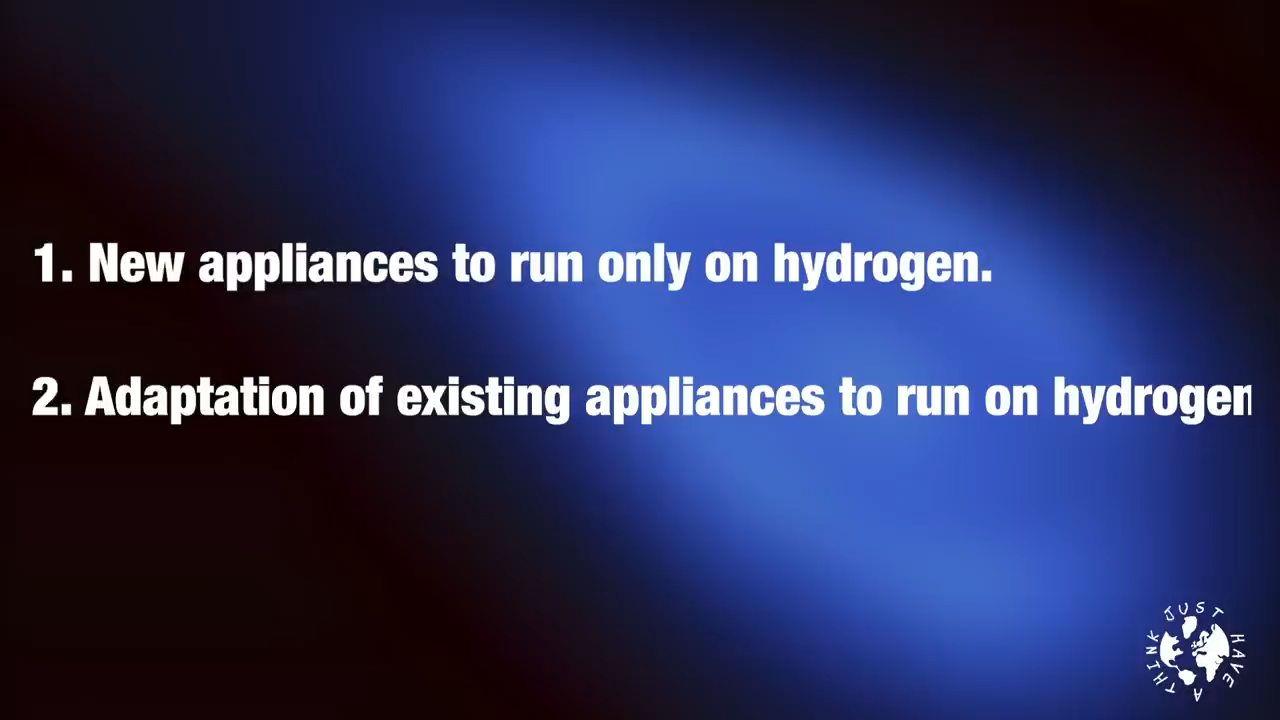 1. New appliances to run only on hydrogen.
2. Adaptation of existing appliances to run on hydrogen
JUST HAVE A THINK